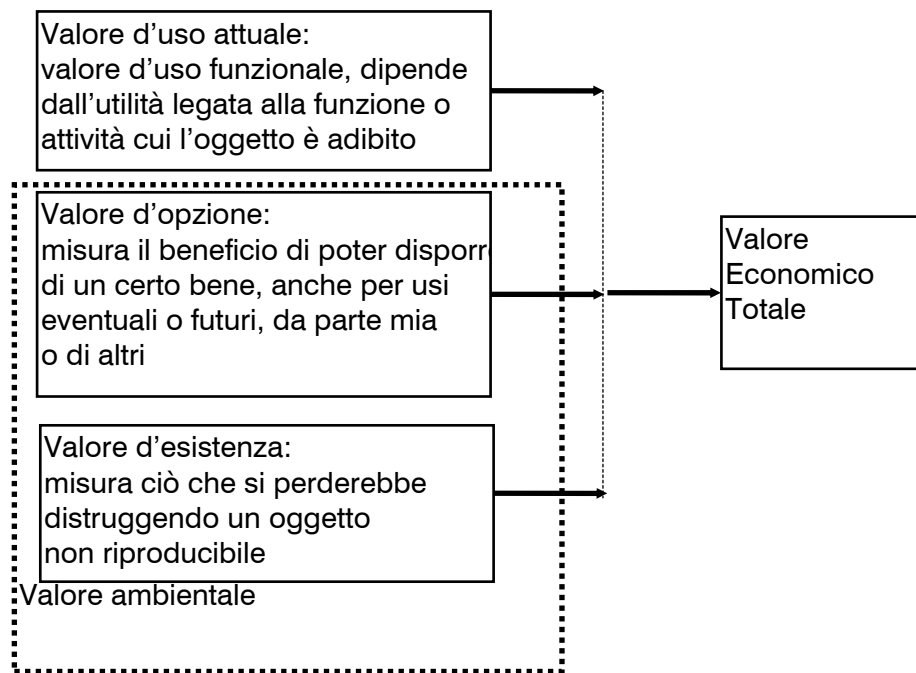 Valore d’uso attuale:
valore d’uso funzionale, dipende
dall’utilità legata alla funzione o
attività cui l’oggetto è adibito
Valore d’opzione:
misura il beneficio di poter disporre
di un certo bene, anche per usi
eventuali o futuri, da parte mia
o di altri
Valore d’esistenza:
misura ciò che si perderebbe
distruggendo un oggetto
non riproducibile
Valore ambientale
Valore
Economico
Totale